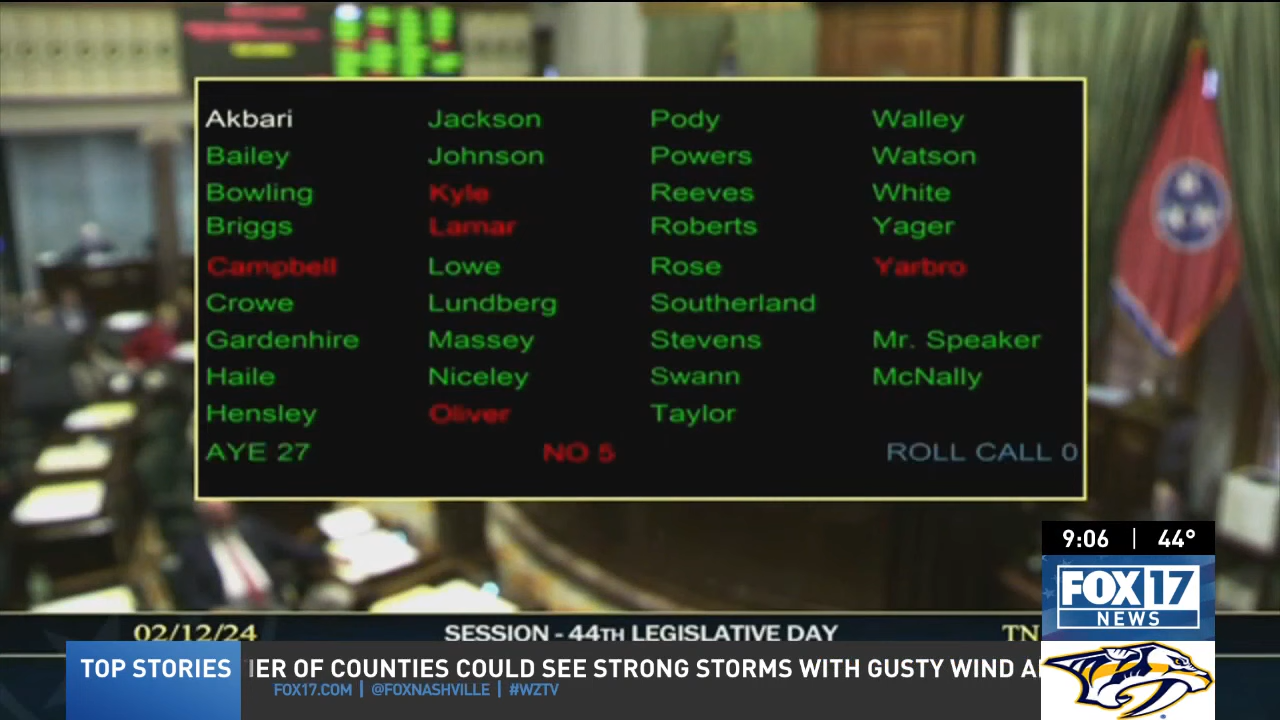 Akbari Jackson Pody Walley
Bailey Johnson Powers Watson
Bowling Kyle Reeves White
Briggs Lamar Roberts Yager
Campbell Lowe Rose Yarbro
Crowe Lundberg Southerland
Gardenhire Massey Stevens Mr. Speaker
Haile Niceley Swann McNally
Hensley Oliver Taylor
AYE 27 NO 5 ROLL CALL 0
9:06 | 44°
FOX 17
NEWS
02/12/24 SESSION - 44TH LEGISLATIVE DAY TN
TOP STORIES IER OF COUNTIES COULD SEE STRONG STORMS WITH GUSTY WIND A
FOX17.COM | @FOXNASHVILLE | #WZTV